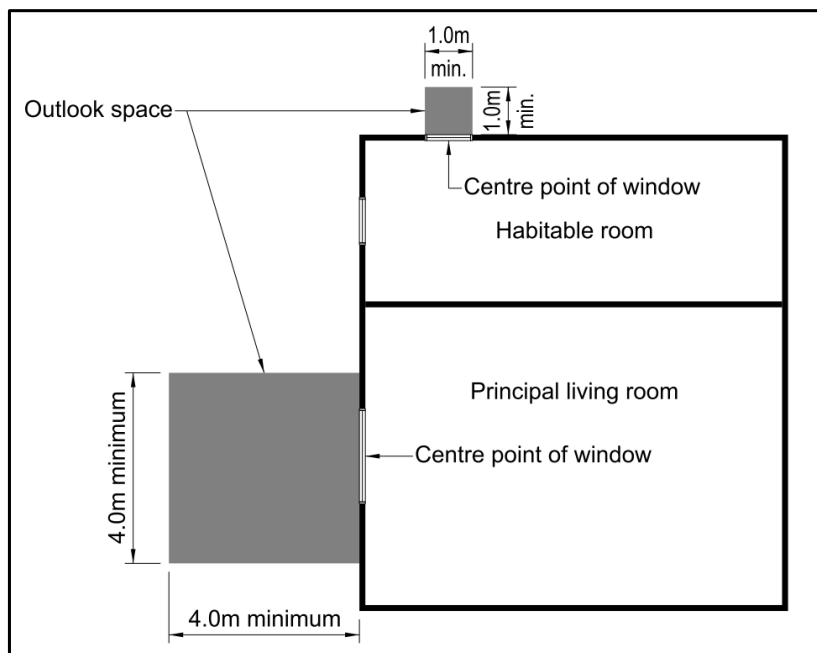 1.0m
min.
Outlook space
1.0m
min.
Centre point of window
Habitable room
Principal living room
Centre point of window
4.0m minimum
4.0m minimum